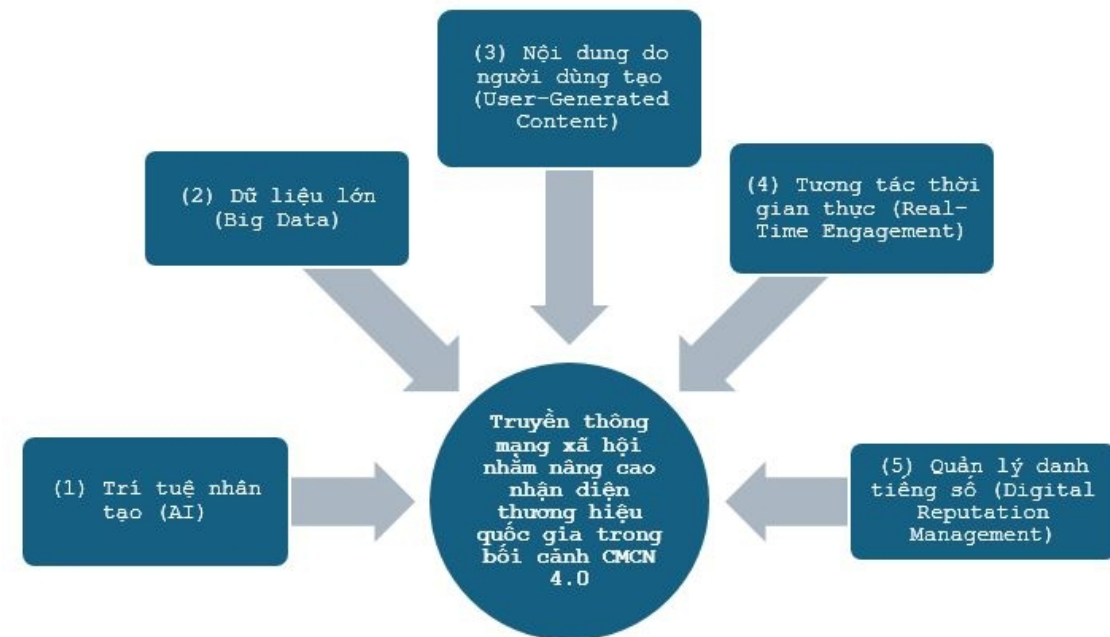 (1) Trí tuệ nhân
tạo (AI)
(2) Dữ liệu lớn
(Big Data)
(3) Nội dung do
người dùng tạo
(User-Generated
Content)
(4) Tương tác thời
gian thực (Real-
Time Engagement)
(5) Quản lý danh
tiếng số (Digital
Reputation
Management)
Truyền thông
mạng xã hội
nhằm nâng cao
nhận diện
thương hiệu
quốc gia trong
bối cảnh CMCN
4.0